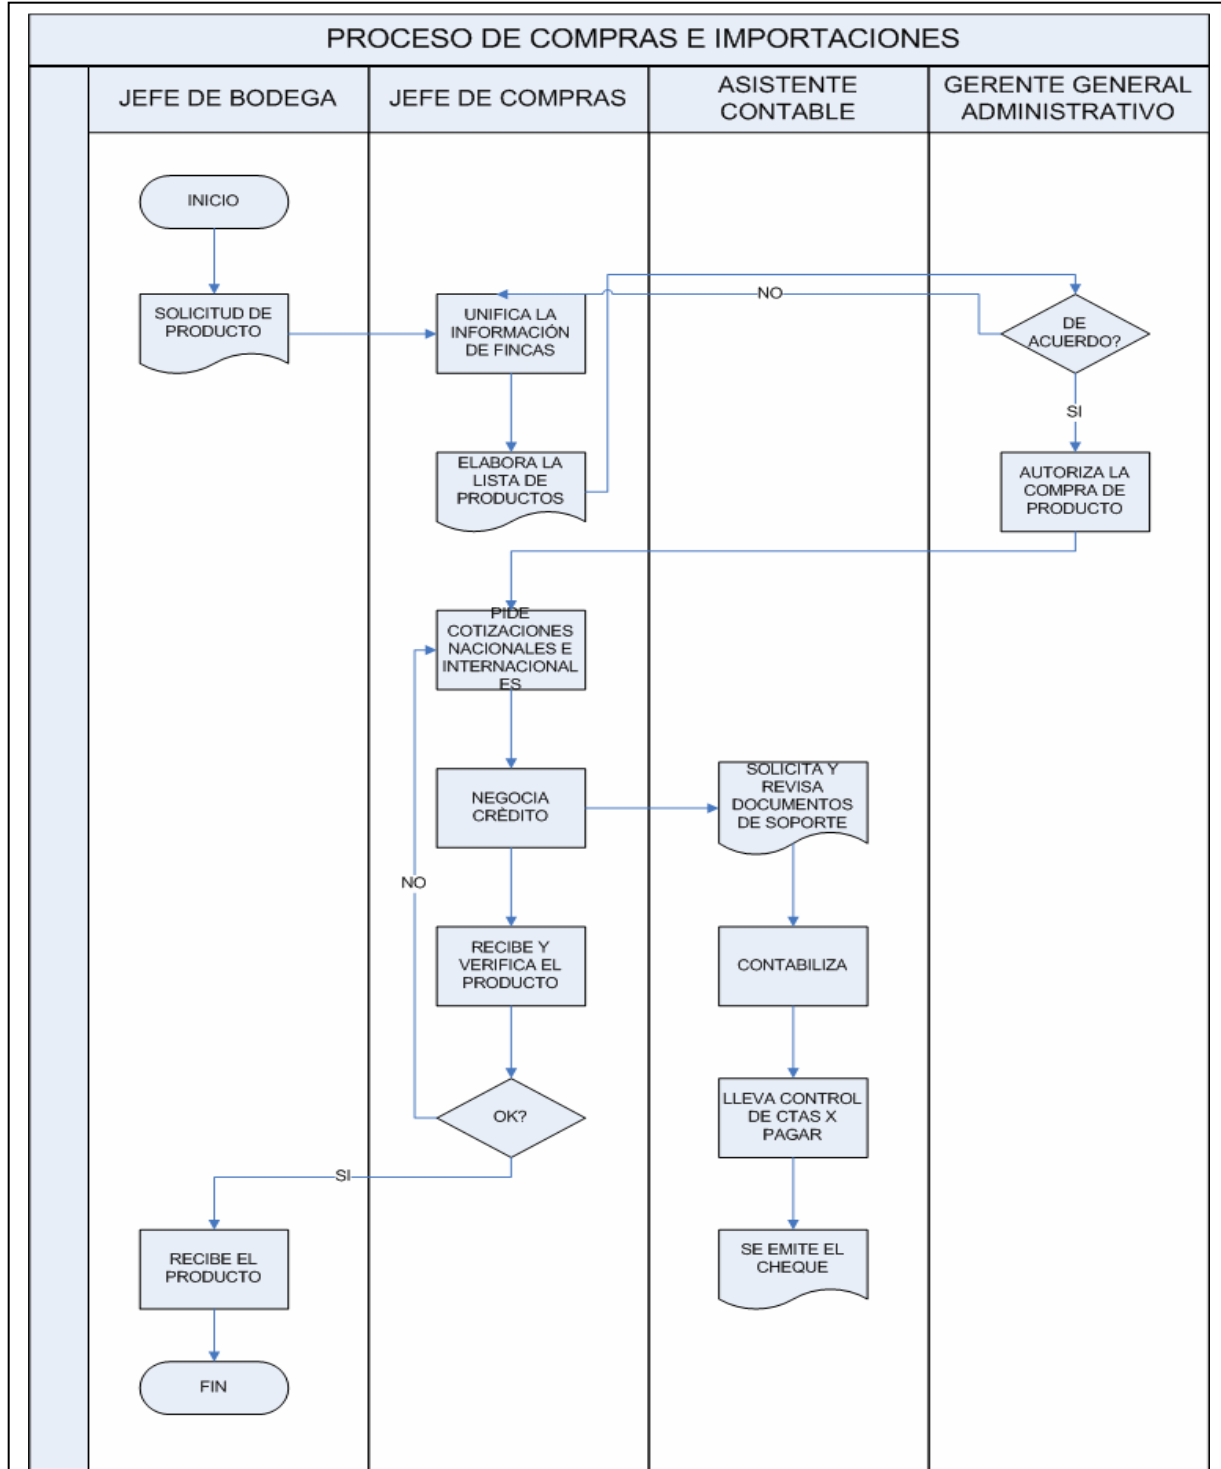 PROCESO DE COMPRAS E IMPORTACIONES
JEFE DE BODEGA
JEFE DE COMPRAS
ASISTENTE
CONTABLE
GERENTE GENERAL
ADMINISTRATIVO
INICIO
SOLICITUD DE
PRODUCTO
UNIFICA LA
INFORMACIÓN
DE FINCAS
NO
DE
ACUERDO?
SI
ELABORA LA
LISTA DE
PRODUCTOS
AUTORIZA LA
COMPRA DE
PRODUCTO
PIDE
COTIZACIONES
NACIONALES E
INTERNACIONAL
ES
NEGOCIA
CRÈDITO
SOLICITA Y
REVISA
DOCUMENTOS
DE SOPORTE
NO
RECIBE Y
VERIFICA EL
PRODUCTO
CONTABILIZA
OK?
LLEVA CONTROL
DE CTAS X
PAGAR
SI
RECIBE EL
PRODUCTO
SE EMITE EL
CHEQUE
FIN